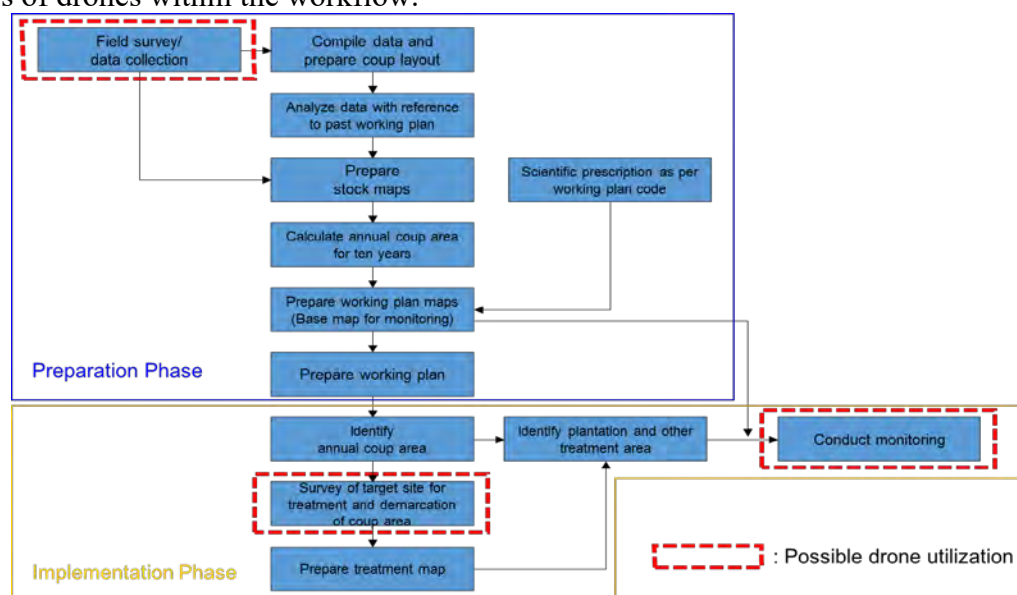 s of drones within the workflow.
Field survey/
data collection
Compile data and
prepare coup layout
Analyze data with reference
to past working plan
Prepare
stock maps
Scientific prescription as per
working plan code
Calculate annual coup area
for ten years
Prepare working plan maps
(Base map for monitoring)
Preparation Phase
Prepare working plan
Identify
annual coup area
Identify plantation and other
treatment area
Conduct monitoring
Survey of target site for
treatment and demarcation
of coup area
Prepare treatment map
Implementation Phase
: Possible drone utilization